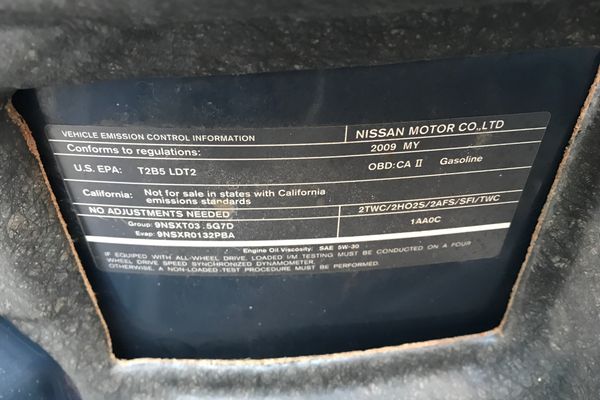 VEHICLE EMISSION CONTROL INFORMATION NISSAN MOTOR CO.,LTD
Conforms to regulations: 2009 MY
U.S. EPA: T2B5 LDT2 OBD:CA II Gasoline
California: Not for sale in states with California
emissions standards
NO ADJUSTMENTS NEEDED 2TWC/2HO2S/2AFS/SFI/TWC
Group: 9NSXT03.5G7D 1AA0C
Evap: 9NSXR0132PBA
Engine Oil Viscosity: SAE 5W-30
IF EQUIPPED WITH ALL-WHEEL DRIVE, LOADED I/M TESTING MUST BE CONDUCTED ON A FOUR
WHEEL DRIVE SPEED SYNCHRONIZED DYNAMOMETER.
OTHERWISE, A NON-LOADED TEST PROCEDURE MUST BE PERFORMED.